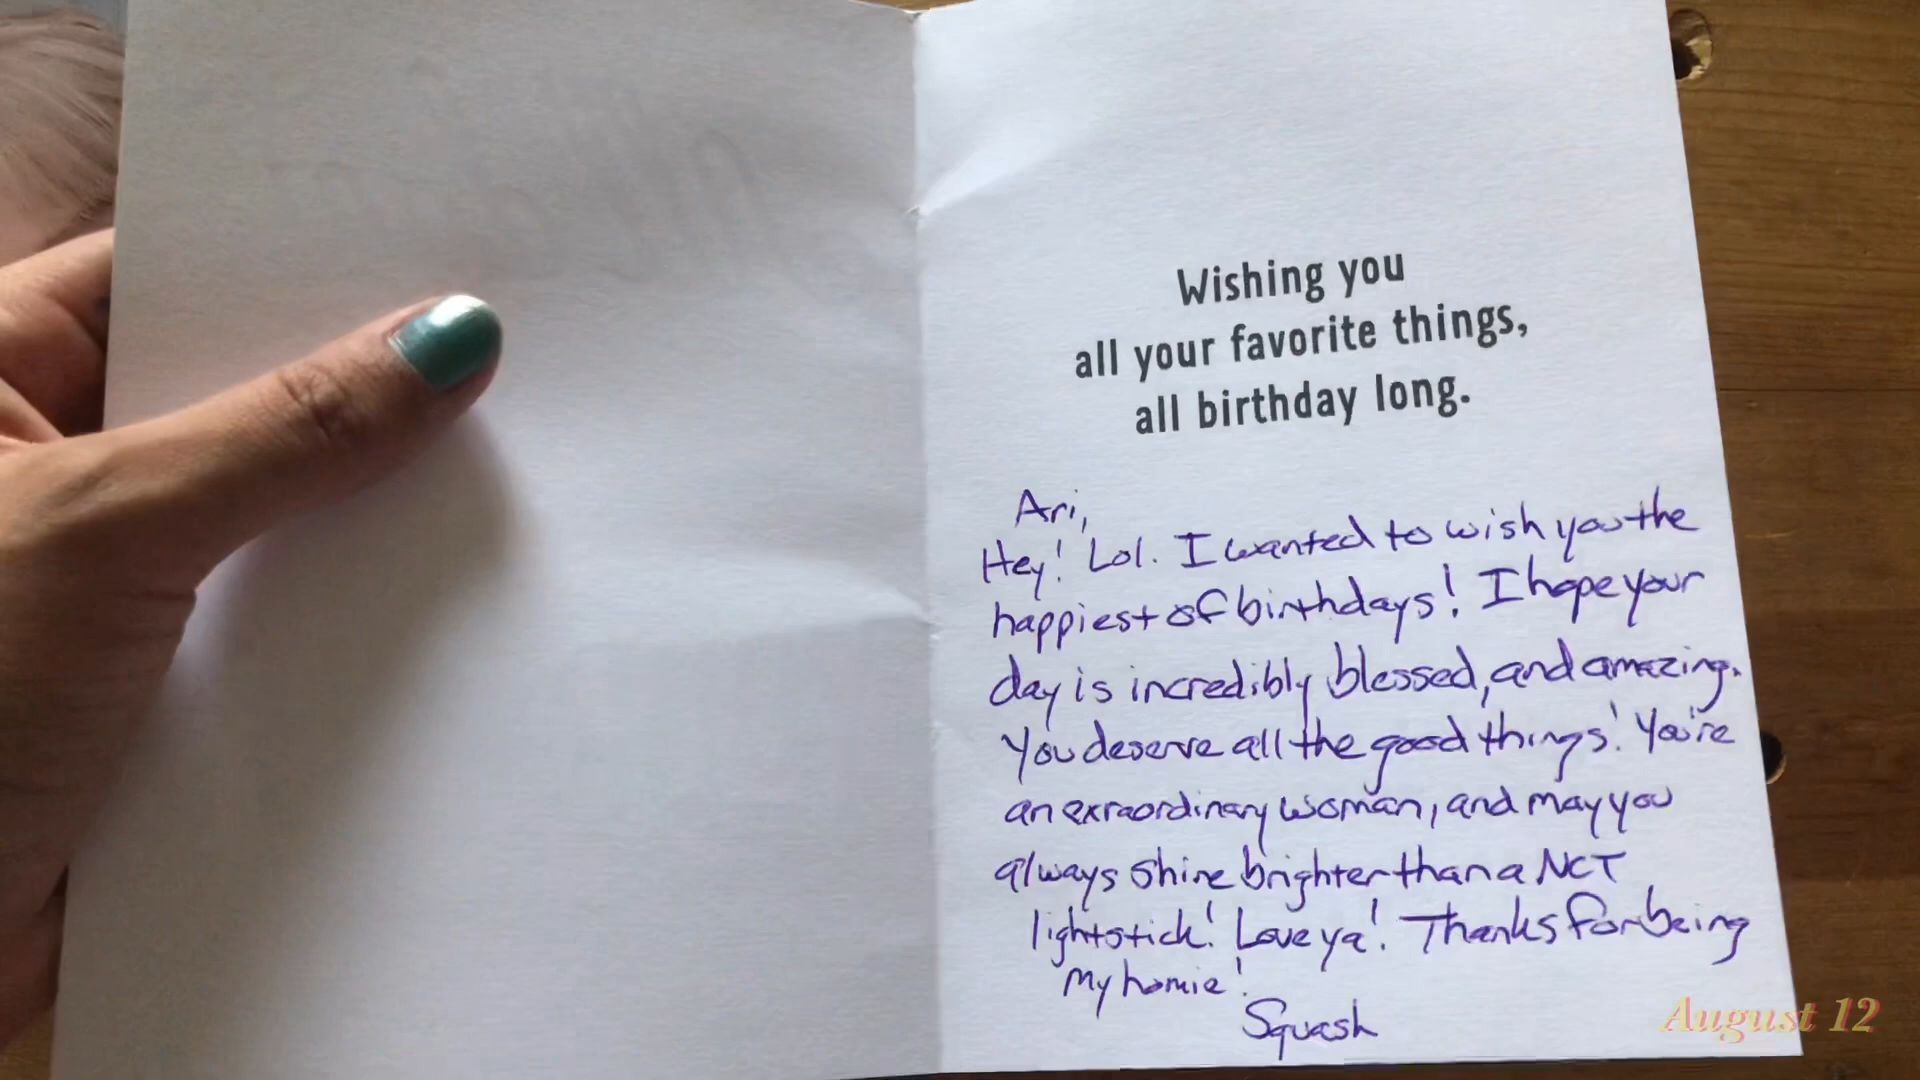 Wishing you
all your favorite things,
all birthday long.
Ari,
Hey! Lol. I wanted to wish you the
happiest of birthdays! I hope your
day is incredibly blessed, and amazing.
You deserve all the good things! You're
an exraordinary woman, and may you
always shine brighter than a NCT
lightstick! Love ya! Thanks for being
my homie!
Squash
August 12